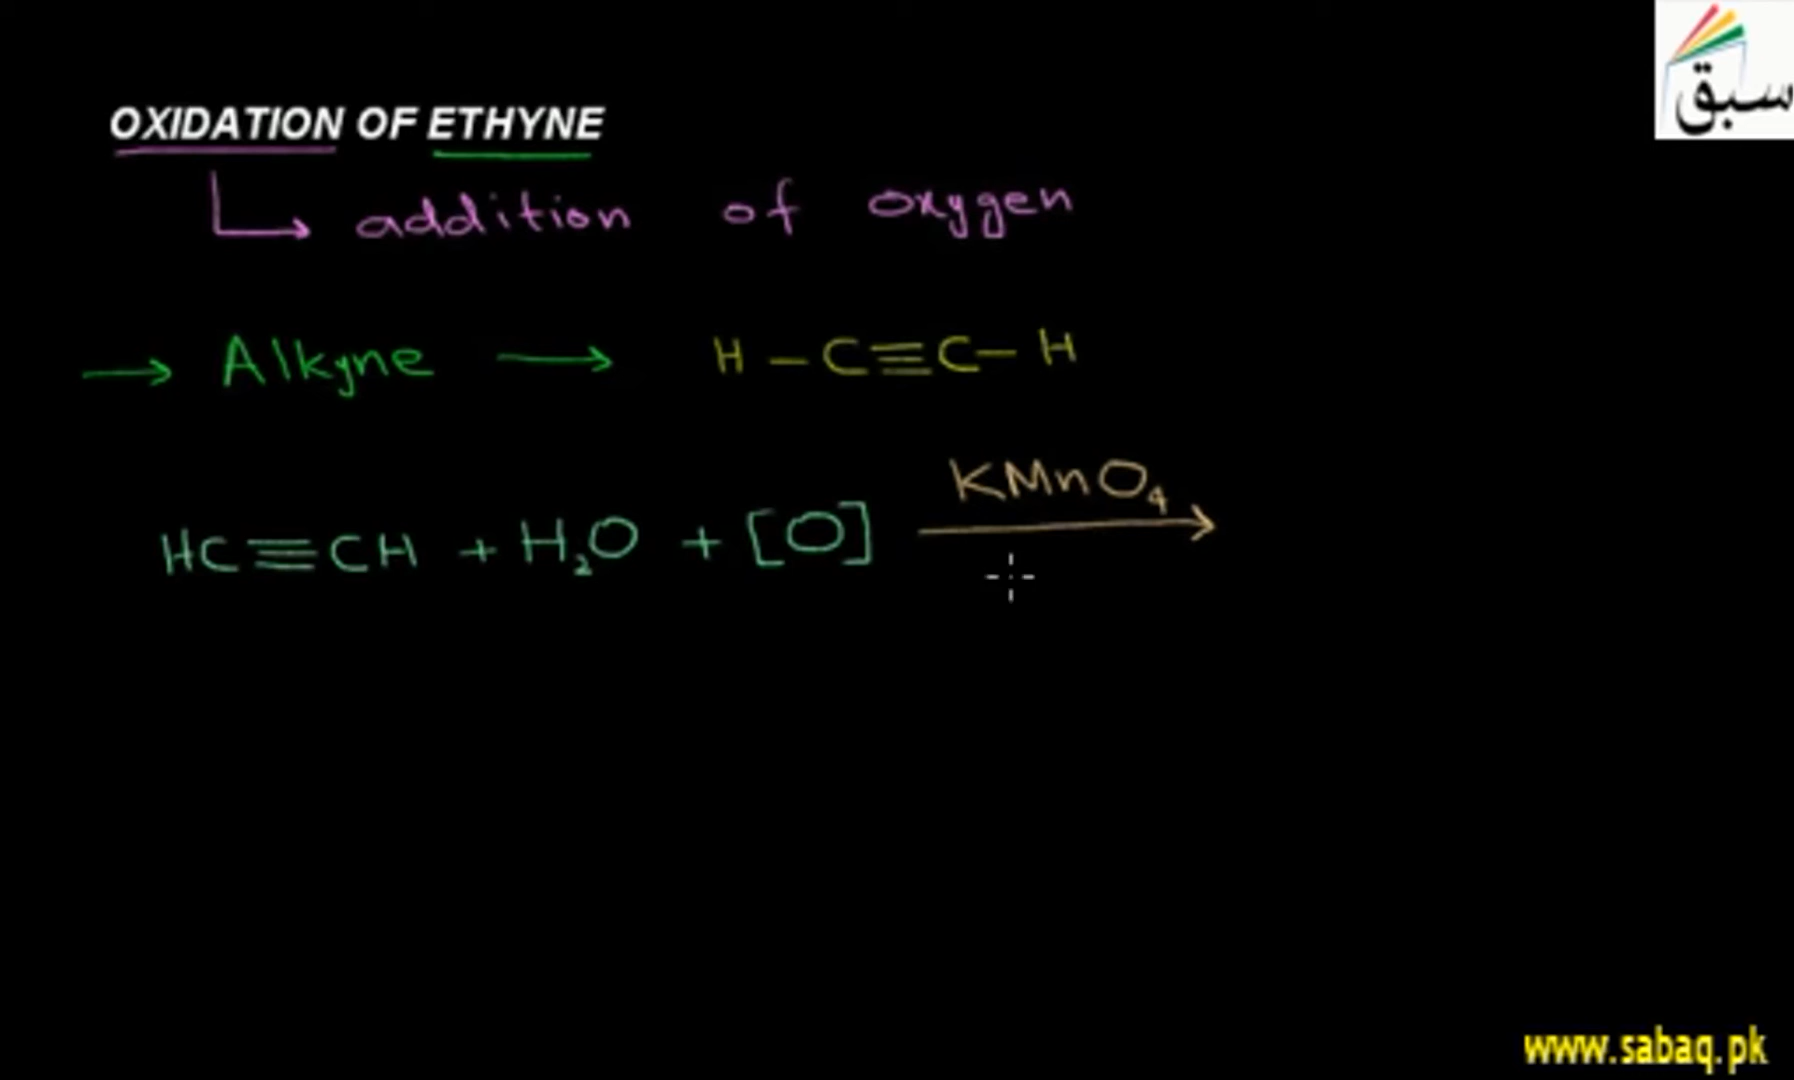 سبق
OXIDATION OF ETHYNE
addition of oxygen
→ Alkyne → H – C ≡ C – H
KMnO₄
HC ≡ CH + H₂O + [O] →
www.sabaq.pk